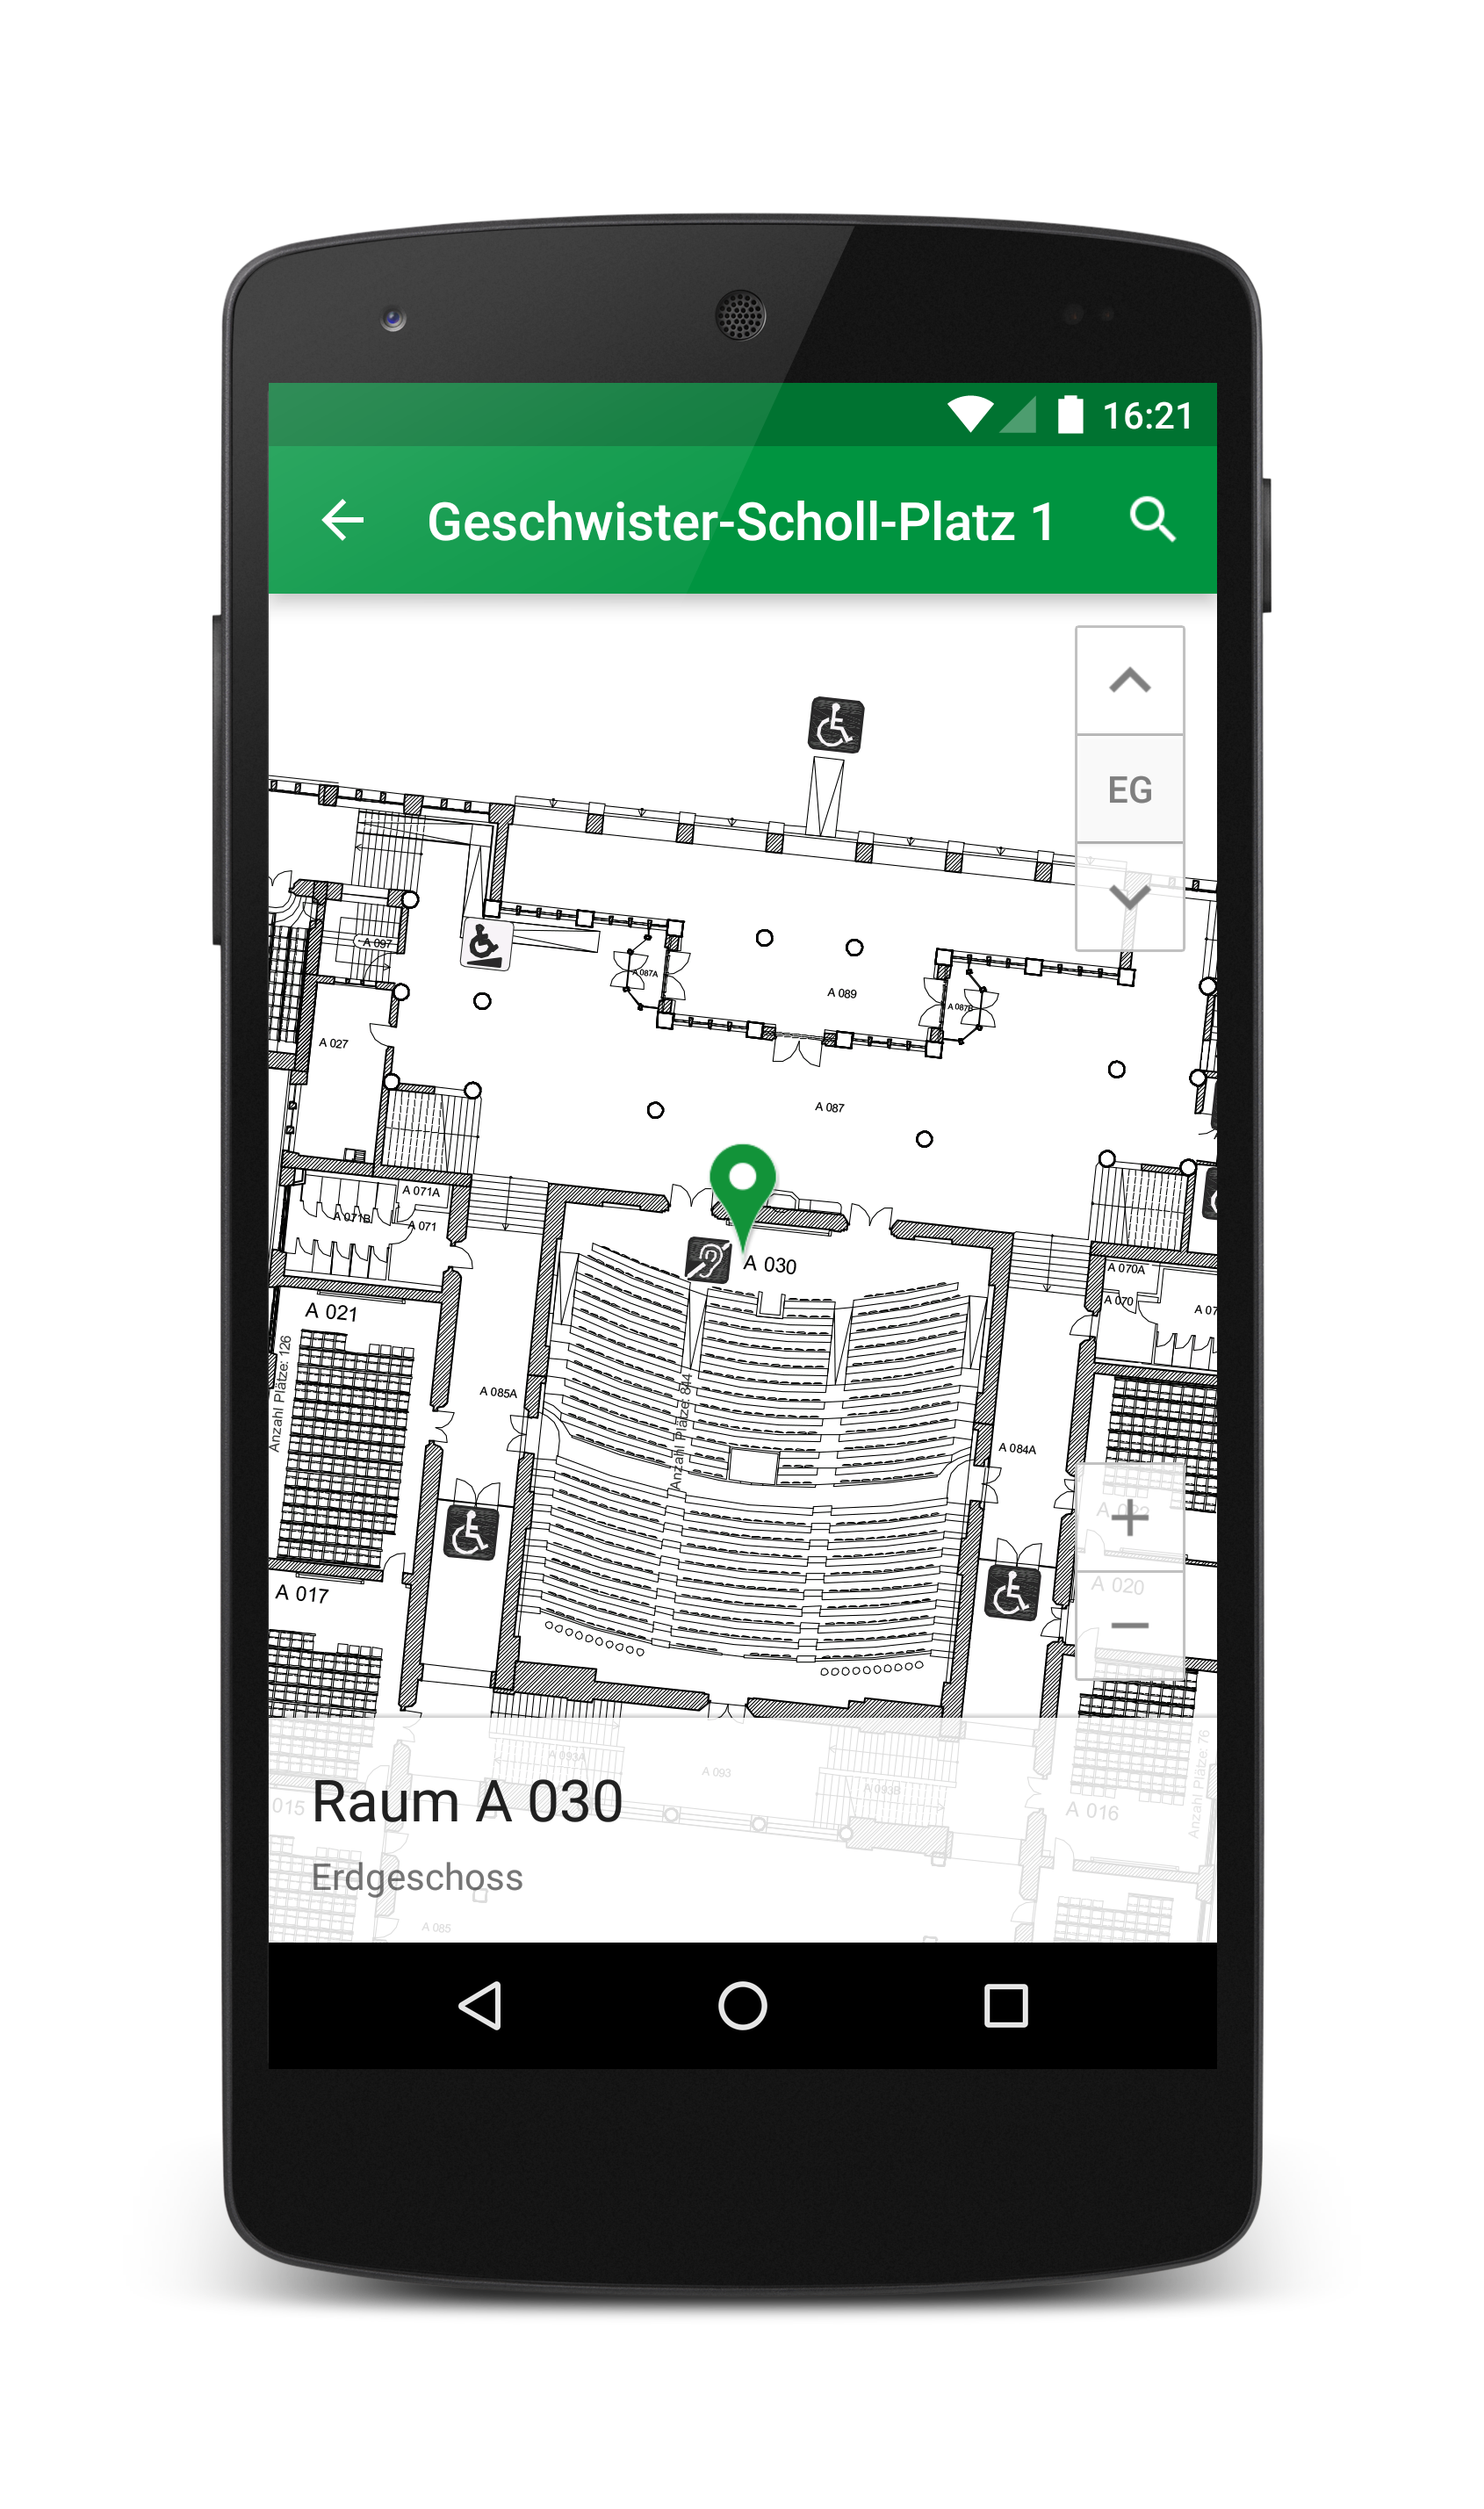 16:21
Geschwister-Scholl-Platz 1
EG
A 097
A 087A
A 089
A 087B
A 027
A 087
A 071A
A 071B
A 071
A 030
A 070A
A 070
A 07
A 021
Anzahl Plätze: 126
A 085A
Anzahl Plätze: 844
A 084A
A 017
A 020
A 093A
A 093
A 093B
Raum A 030
015
A 016
Anzahl Plätze: 76
Erdgeschoss
A 085